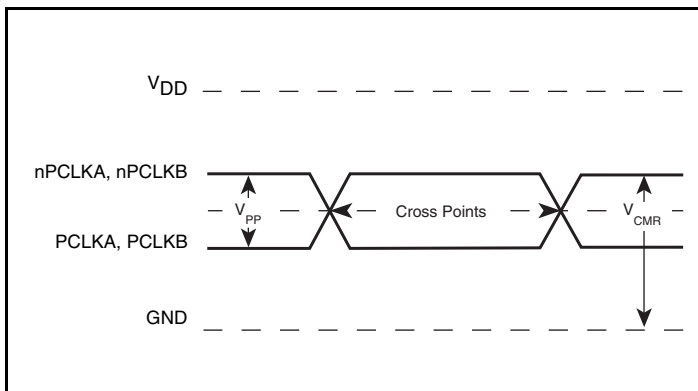 VDD
nPCLKA, nPCLKB
VPP
Cross Points
VCMR
PCLKA, PCLKB
GND